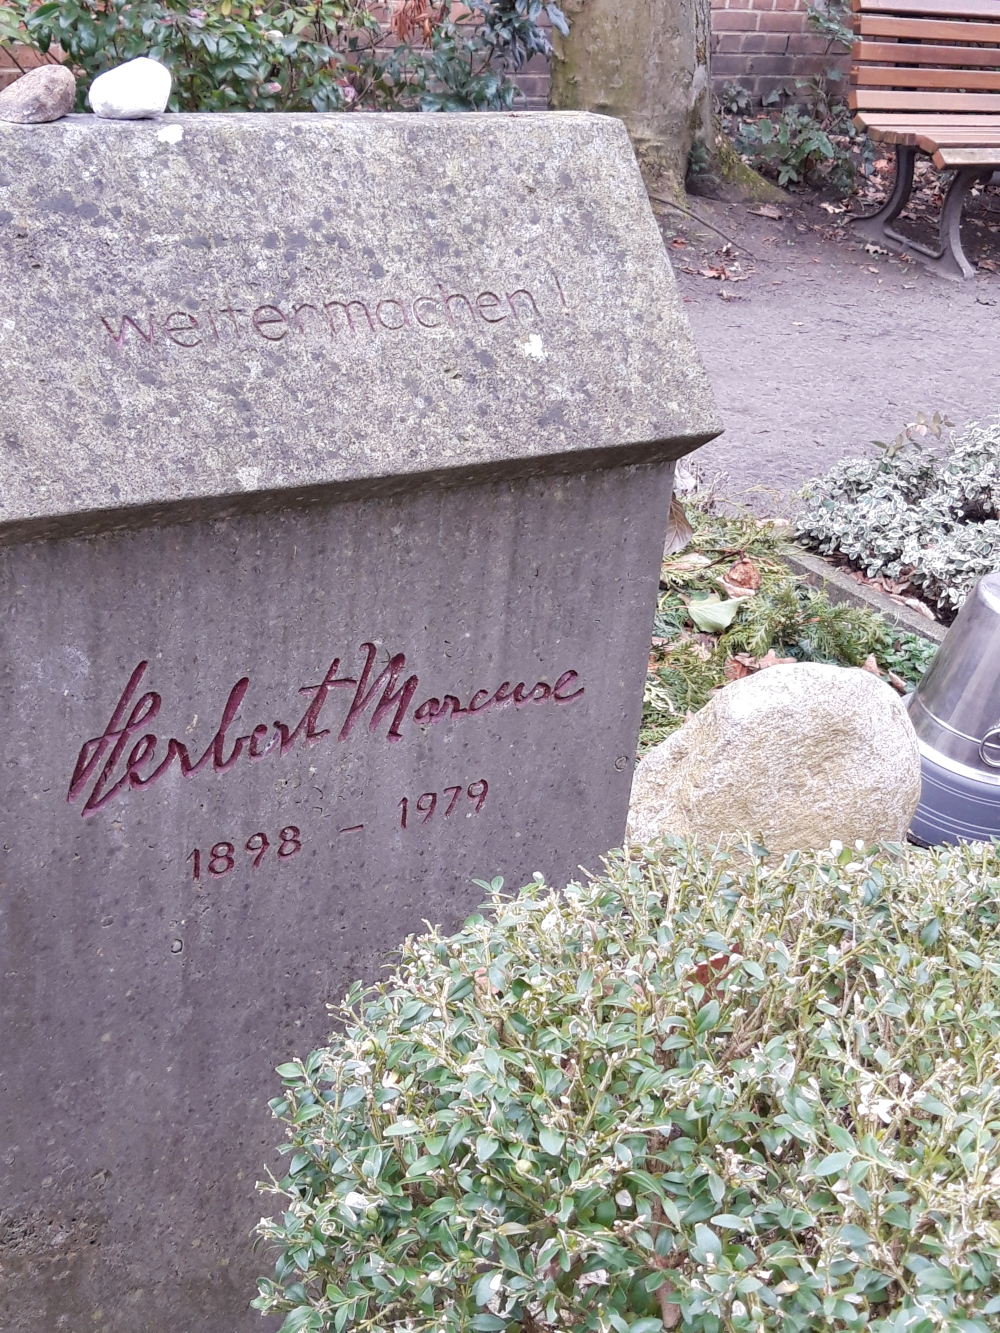 weitermachen!
Herbert Marcuse
1898 – 1979